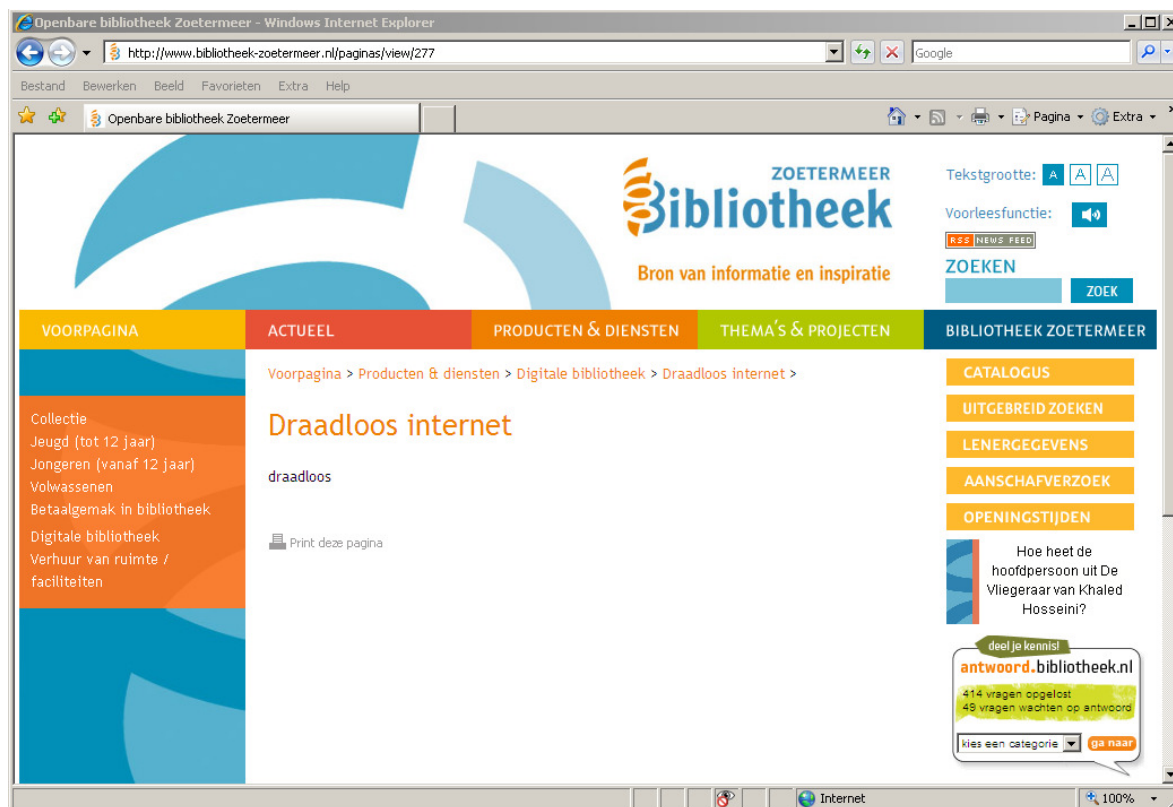 Openbare bibliotheek Zoetermeer - Windows Internet Explorer
http://www.bibliotheek-zoetermeer.nl/paginas/view/277
Google
Bestand Bewerken Beeld Favorieten Extra Help
Openbare bibliotheek Zoetermeer
Pagina Extra
ZOETERMEER
Bibliotheek
Bron van informatie en inspiratie
Tekstgrootte: A A A
Voorleesfunctie:
RSS NEWS FEED
ZOEKEN
ZOEK
VOORPAGINA ACTUEEL PRODUCTEN & DIENSTEN THEMA'S & PROJECTEN BIBLIOTHEEK ZOETERMEER
Collectie
Jeugd (tot 12 jaar)
Jongeren (vanaf 12 jaar)
Volwassenen
Betaalgemak in bibliotheek
Digitale bibliotheek
Verhuur van ruimte /
faciliteiten
Voorpagina > Producten & diensten > Digitale bibliotheek > Draadloos internet >
Draadloos internet
draadloos
Print deze pagina
CATALOGUS
UITGEBREID ZOEKEN
LENERGEGEVENS
AANSCHAFVERZOEK
OPENINGSTIJDEN
Hoe heet de
hoofdpersoon uit De
Vliegeraar van Khaled
Hosseini?
deel je kennis!
antwoord.bibliotheek.nl
414 vragen opgelost
49 vragen wachten op antwoord
kies een categorie
ga naar
Internet
100%